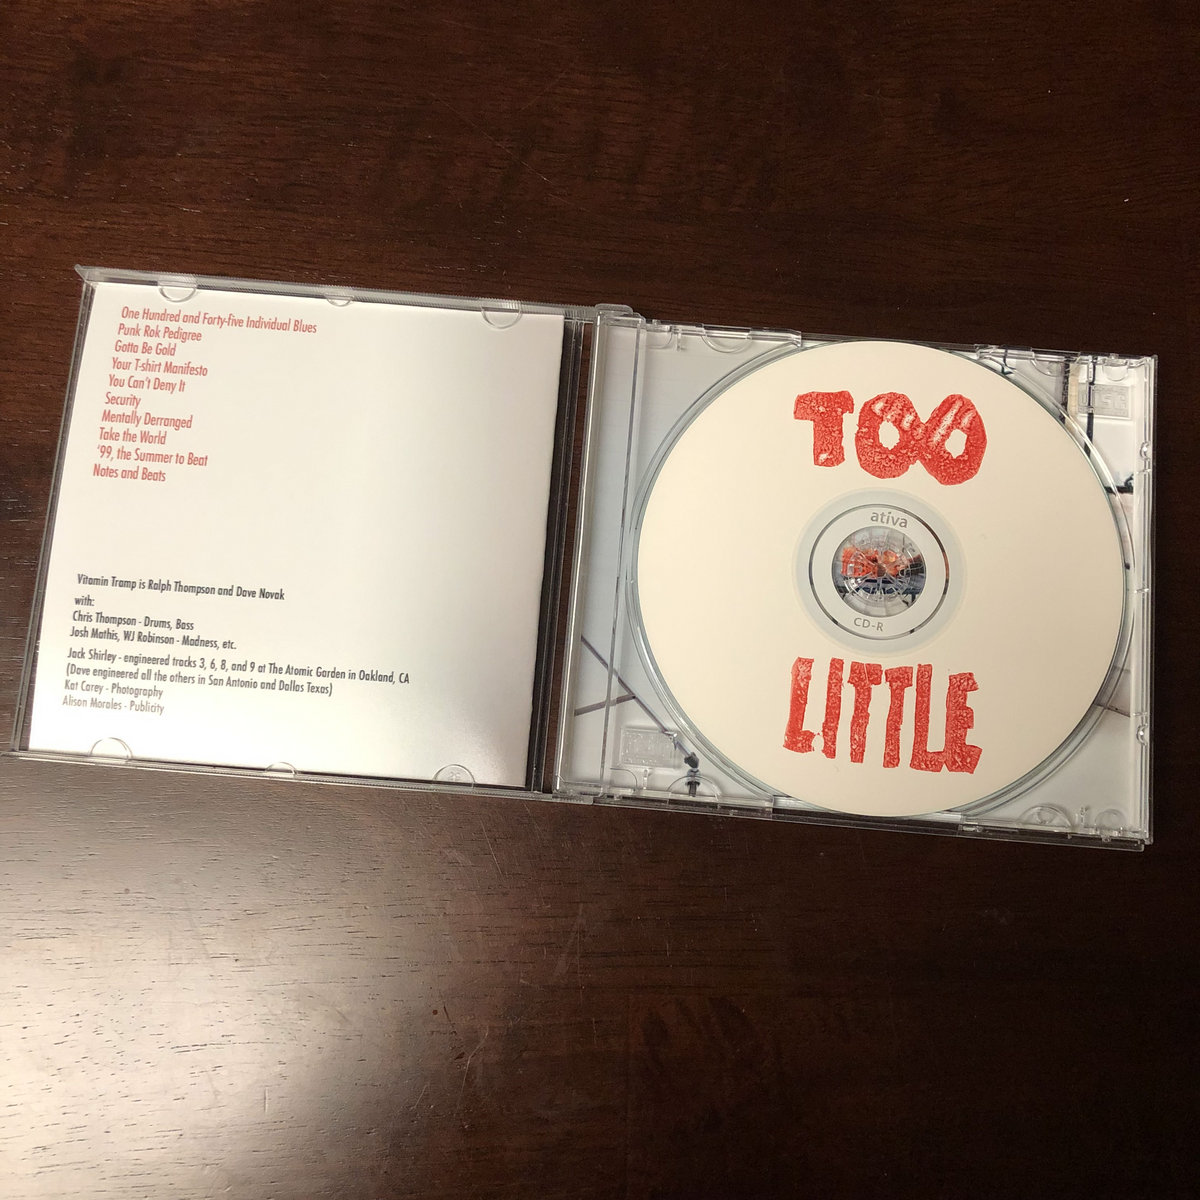 One Hundred and Forty-five Individual Blues
Punk Rok Pedigree
Gotta Be Gold
Your T-shirt Manifesto
You Can't Deny It
Security
Mentally Derranged
Take the World
'99, the Summer to Beat
Notes and Beats
Vitamin Tramp is Ralph Thompson and Dave Novak
with:
Chris Thompson - Drums, Bass
Josh Mathis, WJ Robinson - Madness, etc.
Jack Shirley - engineered tracks 3, 6, 8, and 9 at The Atomic Garden in Oakland, CA
(Dave engineered all the others in San Antonio and Dallas Texas)
Kat Carey - Photography
Alison Morales - Publicity
TOO
ativa
CD-R
LITTLE